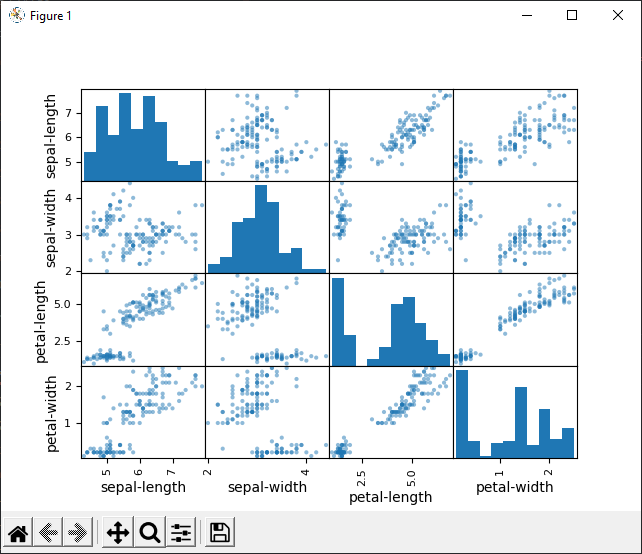 Figure 1
sepal-length
7
6
5
sepal-width
4
3
2
petal-length
5.0
2.5
petal-width
2
1
5 6 7 2 4 2.5 5.0 1 2
sepal-length sepal-width petal-length petal-width